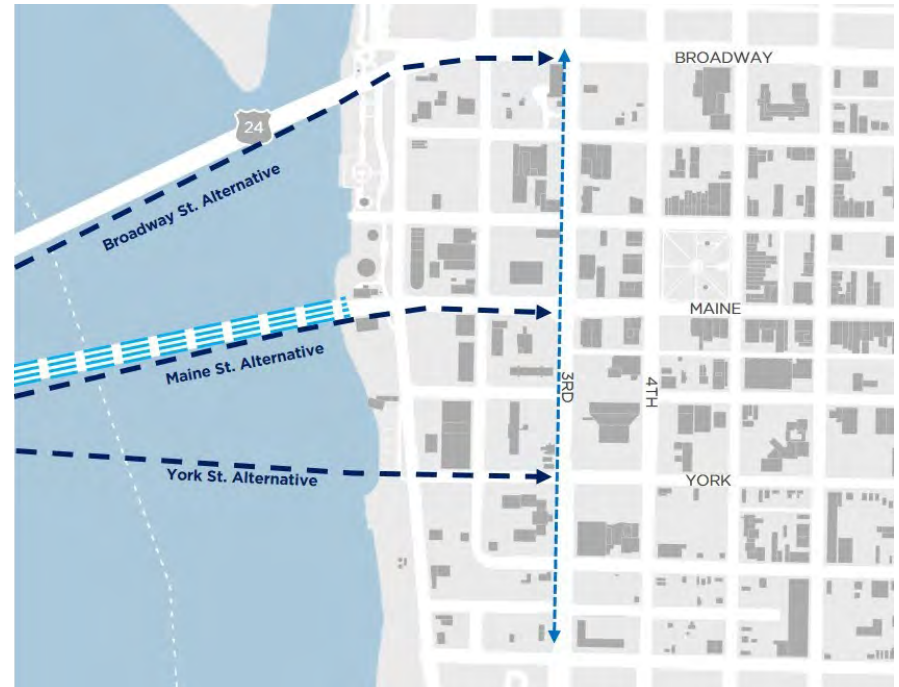 BROADWAY
24
Broadway St. Alternative
MAINE
Maine St. Alternative
3RD
4TH
York St. Alternative
YORK